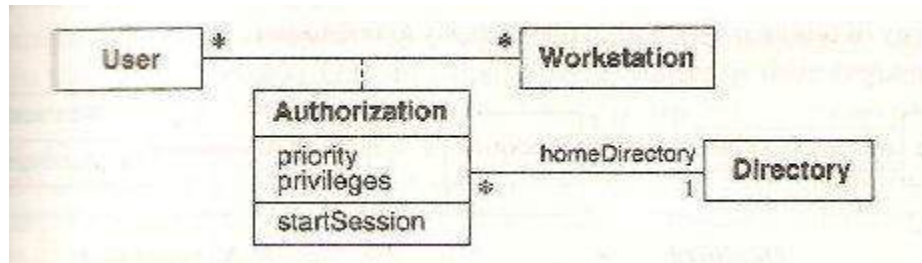 User
*
*
Workstation
Authorization
priority
privileges
startSession
*
homeDirectory
1
Directory